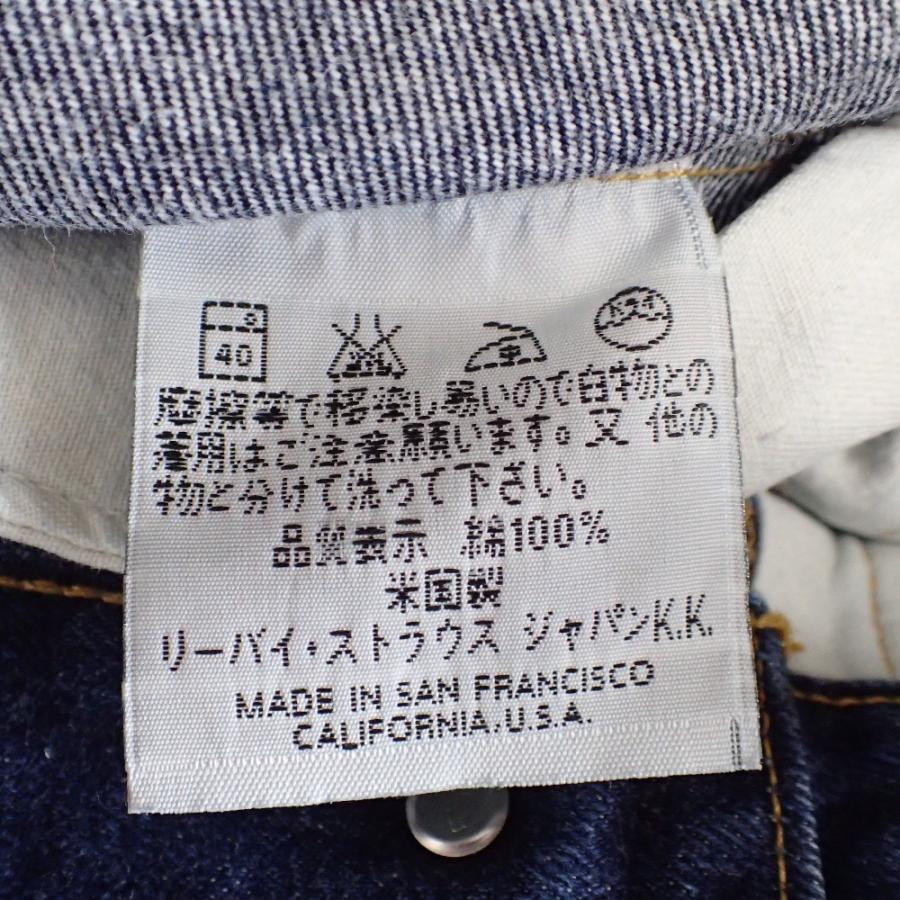 40 ドライ
中
摩擦等で移染し易いので白物との
着用はご注意願います。又 他の
物と分けて洗って下さい。
品質表示 綿100%
米国製
リーバイ・ストラウス ジャパンK.K.
MADE IN SAN FRANCISCO
CALIFORNIA, U.S.A.